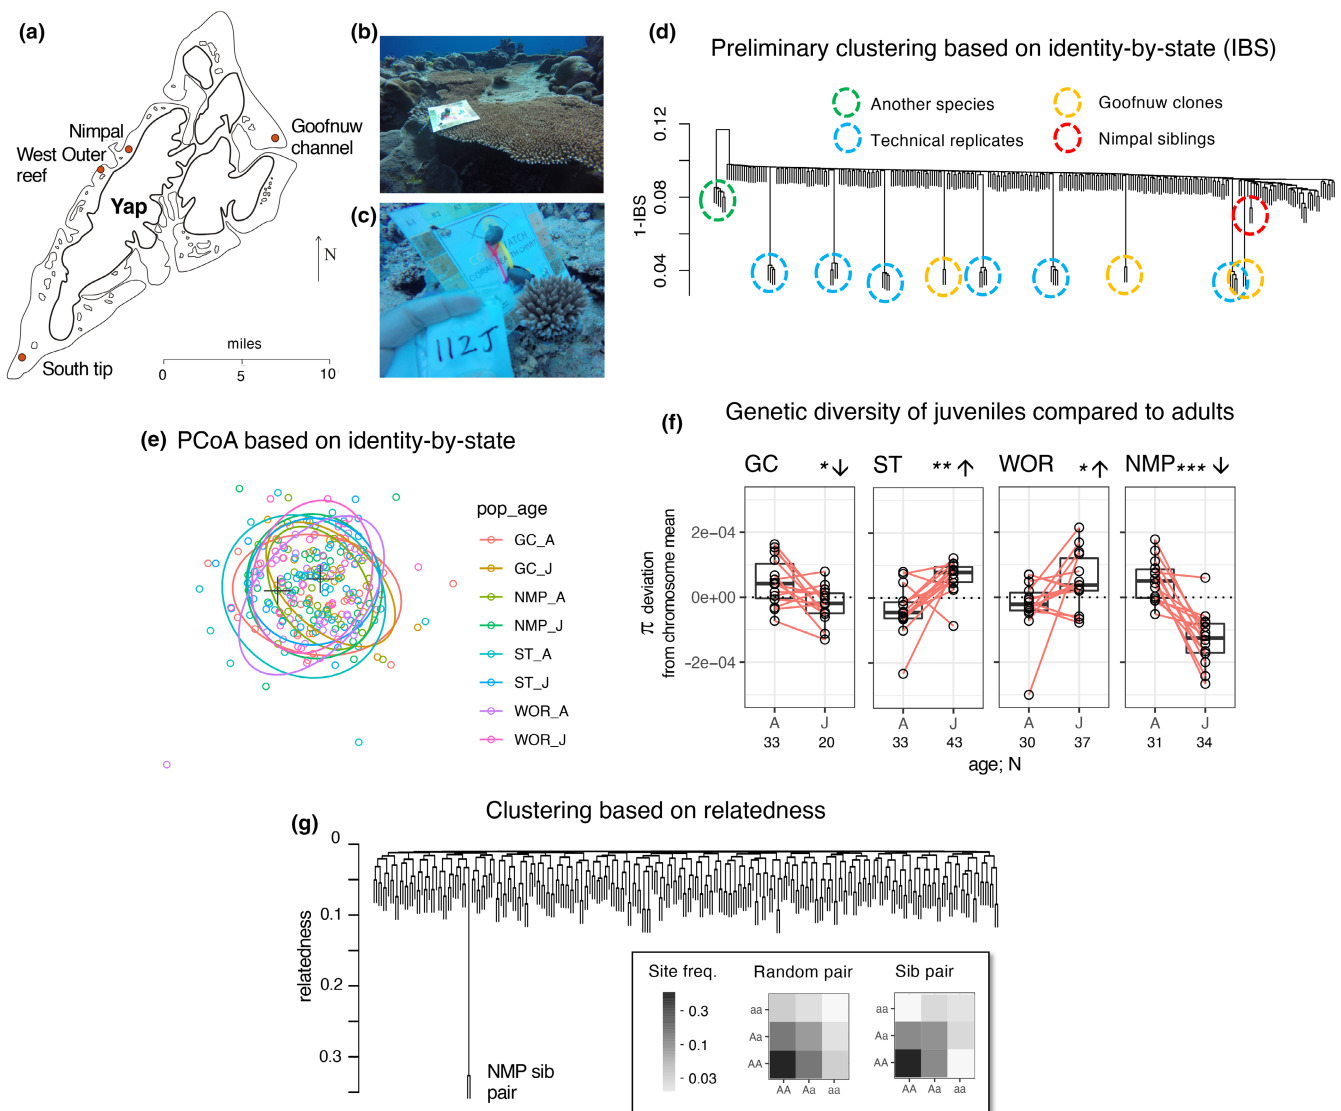 (a)
Nimpal
West Outer
reef
Goofnuw
channel
Yap
N
South tip
miles
0 5 10
(b)
(c)
112J
(d)
Preliminary clustering based on identity-by-state (IBS)
Another species
Goofnuw clones
Technical replicates
Nimpal siblings
1-IBS
0.12
0.08
0.04
(e) PCoA based on identity-by-state
pop_age
GC_A
GC_J
NMP_A
NMP_J
ST_A
ST_J
WOR_A
WOR_J
(f)
Genetic diversity of juveniles compared to adults
GC * ↓ ST ** ↑ WOR * ↑ NMP *** ↓
π deviation
from chromosome mean
2e−04
0e+00
−2e−04
A J A J A J A J
33 20 33 43 30 37 31 34
age; N
(g)
Clustering based on relatedness
relatedness
0
0.1
0.2
0.3
NMP sib
pair
Site freq. Random pair Sib pair
0.3
0.1
0.03
aa
Aa
AA
AA Aa aa
aa
Aa
AA
AA Aa aa